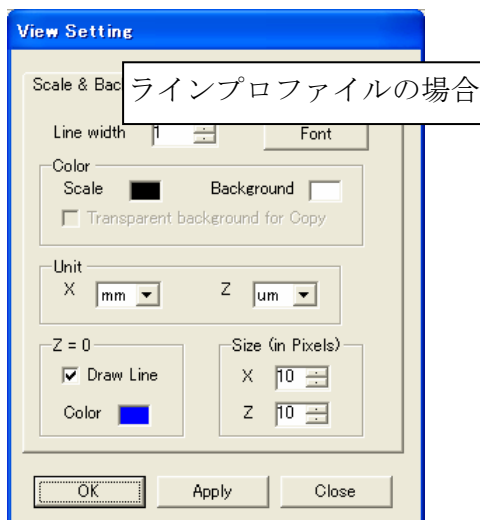 View Setting
Scale & Bac
ラインプロファイルの場合
Line width 1 Font
Color
Scale Background
Transparent background for Copy
Unit
X mm Z um
Z = 0 Size (in Pixels)
Draw Line X 10
Color Z 10
OK Apply Close